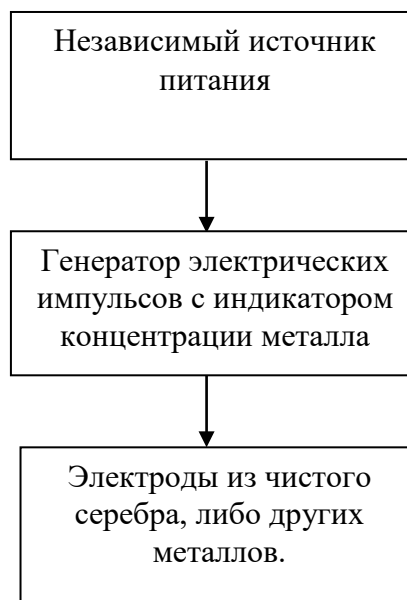 Независимый источник
питания
Генератор электрических
импульсов с индикатором
концентрации металла
Электроды из чистого
серебра, либо других
металлов.